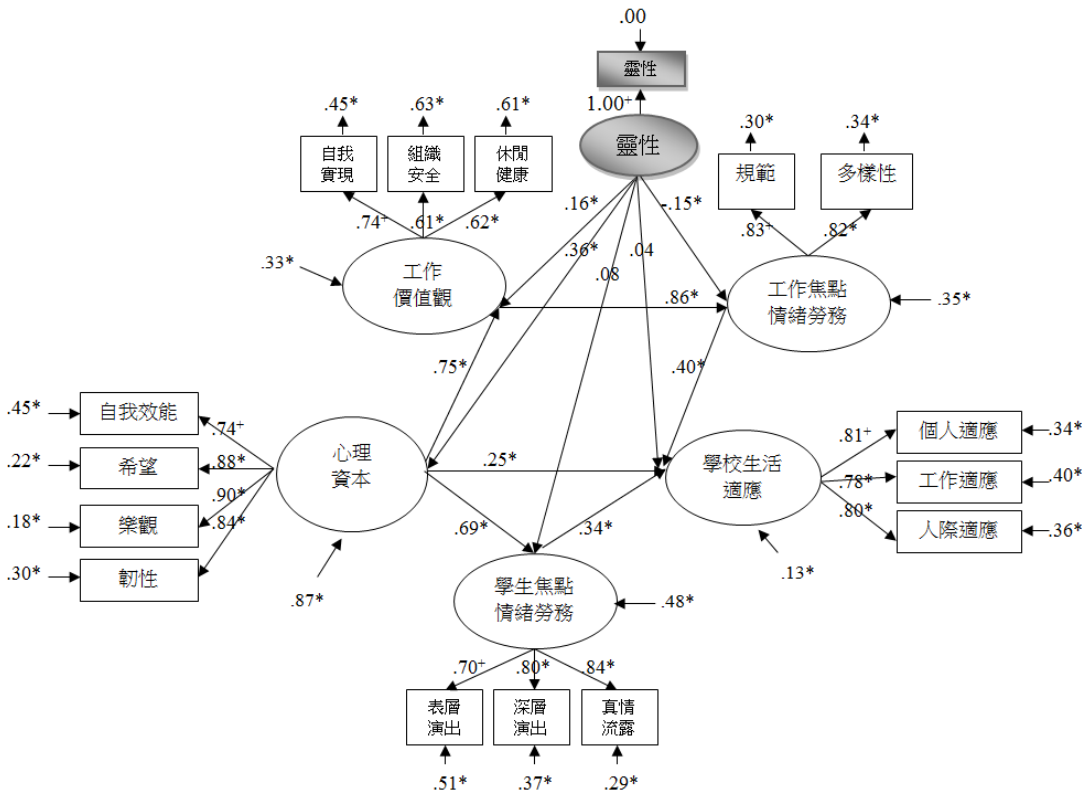 .00
靈性
1.00⁺
靈性
.45*
.63*
.61*
自我
實現
組織
安全
休閒
健康
.74⁺
.61*
.62*
.30*
.34*
規範
多樣性
.83⁺
.82*
.16*
.36*
.08
.04
-.15*
.33*
工作
價值觀
.86*
工作焦點
情緒勞務
.35*
.75*
.40*
.45*
自我效能
.74⁺
.22*
希望
.88*
.18*
樂觀
.90*
.30*
韌性
.84*
心理
資本
.87*
.25*
.69*
.34*
學校生活
適應
.13*
.81⁺
個人適應
.34*
.78*
工作適應
.40*
.80*
人際適應
.36*
學生焦點
情緒勞務
.48*
.70⁺
.80*
.84*
表層
演出
深層
演出
真情
流露
.51*
.37*
.29*